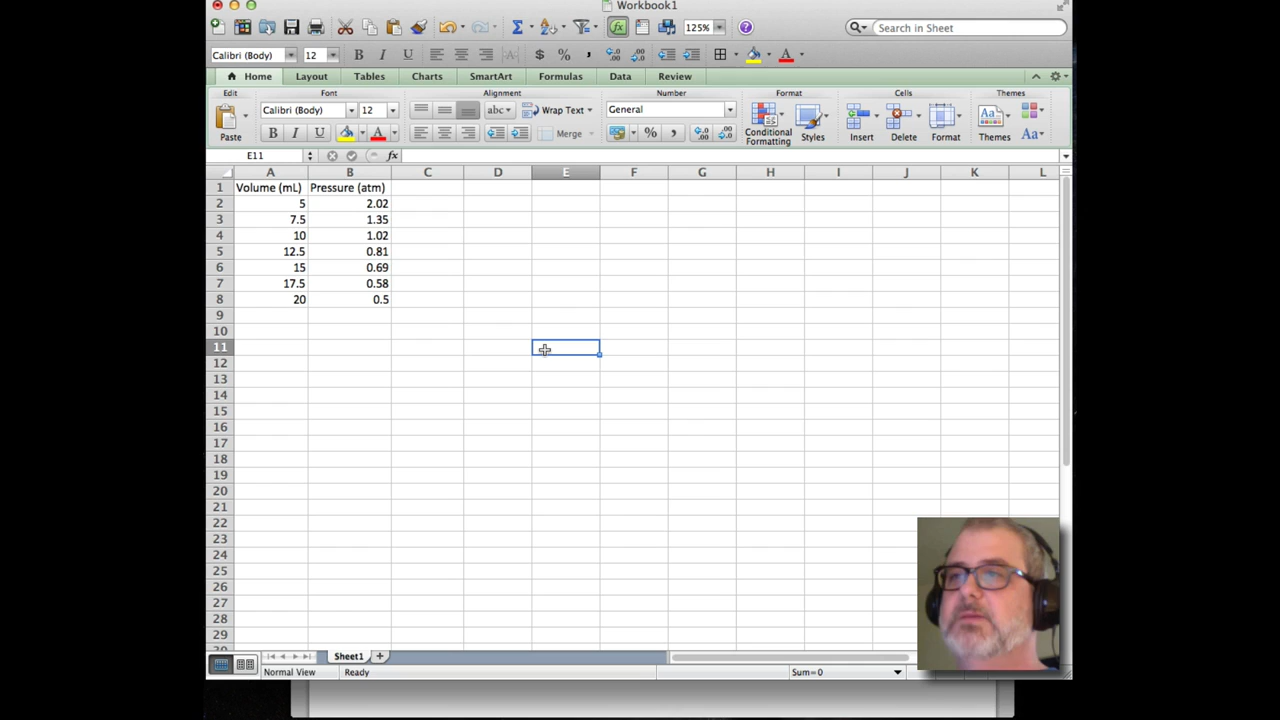 Workbook1
125%
Search in Sheet
Calibri (Body) 12 B I U $ % ,
Home Layout Tables Charts SmartArt Formulas Data Review
Edit Font Alignment Number Format Cells Themes
Calibri (Body) 12 abc Wrap Text General
Paste B I U A Merge % , Conditional Formatting Styles Insert Delete Format Themes Aa
E11 fx
A B C D E F G H I J K L
1 Volume (mL) Pressure (atm)
2 5 2.02
3 7.5 1.35
4 10 1.02
5 12.5 0.81
6 15 0.69
7 17.5 0.58
8 20 0.5
9
10
11
12
13
14
15
16
17
18
19
20
21
22
23
24
25
26
27
28
29
Sheet1
Normal View Ready Sum=0